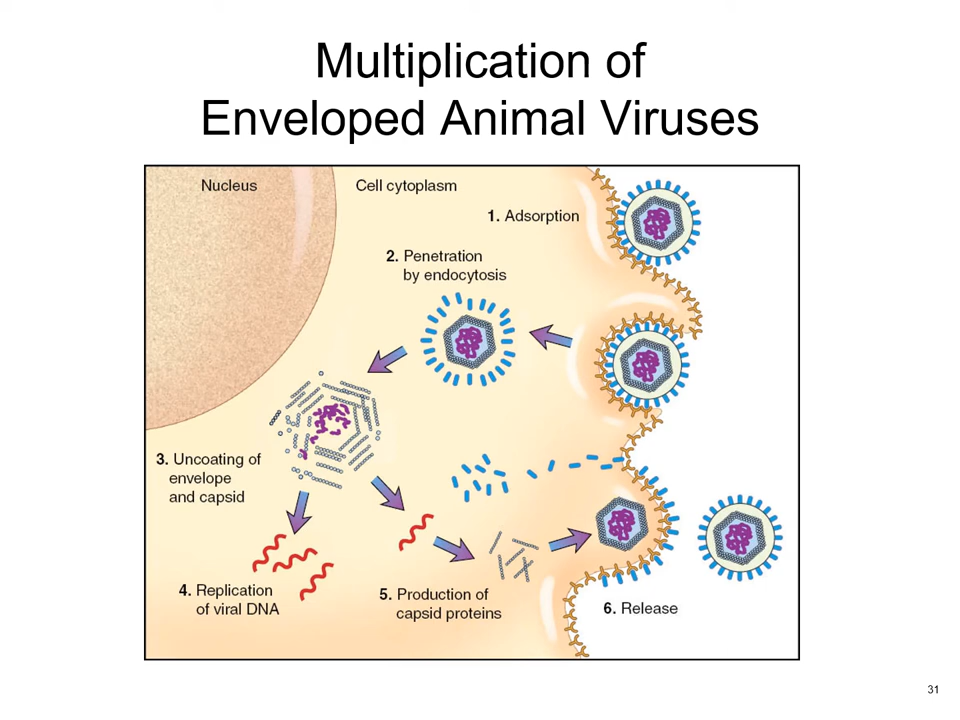 Multiplication of
Enveloped Animal Viruses
Nucleus
Cell cytoplasm
1. Adsorption
2. Penetration
by endocytosis
3. Uncoating of
envelope
and capsid
4. Replication
of viral DNA
5. Production of
capsid proteins
6. Release
31